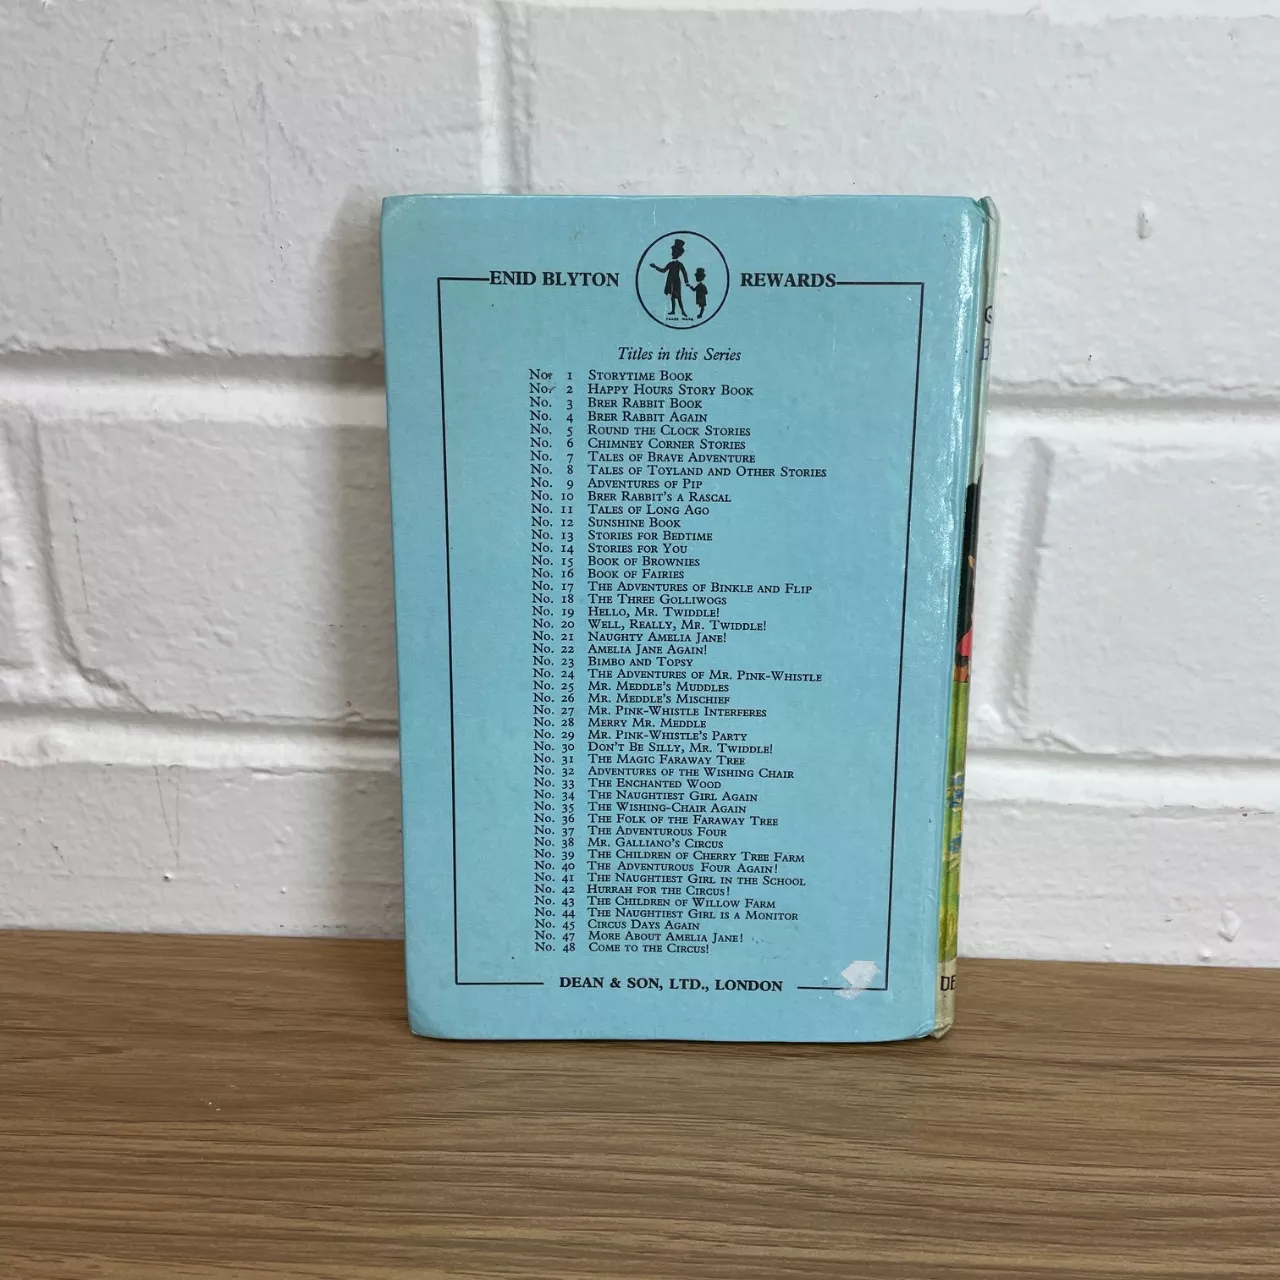 ENID BLYTON REWARDS
TRADE MARK
Titles in this Series
No. 1 Storytime Book
No. 2 Happy Hours Story Book
No. 3 Brer Rabbit Book
No. 4 Brer Rabbit Again
No. 5 Round the Clock Stories
No. 6 Chimney Corner Stories
No. 7 Tales of Brave Adventure
No. 8 Tales of Toyland and Other Stories
No. 9 Adventures of Pip
No. 10 Brer Rabbit's a Rascal
No. 11 Tales of Long Ago
No. 12 Sunshine Book
No. 13 Stories for Bedtime
No. 14 Stories for You
No. 15 Book of Brownies
No. 16 Book of Fairies
No. 17 The Adventures of Binkle and Flip
No. 18 The Three Golliwogs
No. 19 Hello, Mr. Twiddle!
No. 20 Well, Really, Mr. Twiddle!
No. 21 Naughty Amelia Jane!
No. 22 Amelia Jane Again!
No. 23 Bimbo and Topsy
No. 24 The Adventures of Mr. Pink-Whistle
No. 25 Mr. Meddle's Muddles
No. 26 Mr. Meddle's Mischief
No. 27 Mr. Pink-Whistle Interferes
No. 28 Merry Mr. Meddle
No. 29 Mr. Pink-Whistle's Party
No. 30 Don't Be Silly, Mr. Twiddle!
No. 31 The Magic Faraway Tree
No. 32 Adventures of the Wishing Chair
No. 33 The Enchanted Wood
No. 34 The Naughtiest Girl Again
No. 35 The Wishing-Chair Again
No. 36 The Folk of the Faraway Tree
No. 37 The Adventurous Four
No. 38 Mr. Galliano's Circus
No. 39 The Children of Cherry Tree Farm
No. 40 The Adventurous Four Again!
No. 41 The Naughtiest Girl in the School
No. 42 Hurrah for the Circus!
No. 43 The Children of Willow Farm
No. 44 The Naughtiest Girl is a Monitor
No. 45 Circus Days Again
No. 47 More About Amelia Jane!
No. 48 Come to the Circus!
DEAN & SON, LTD., LONDON